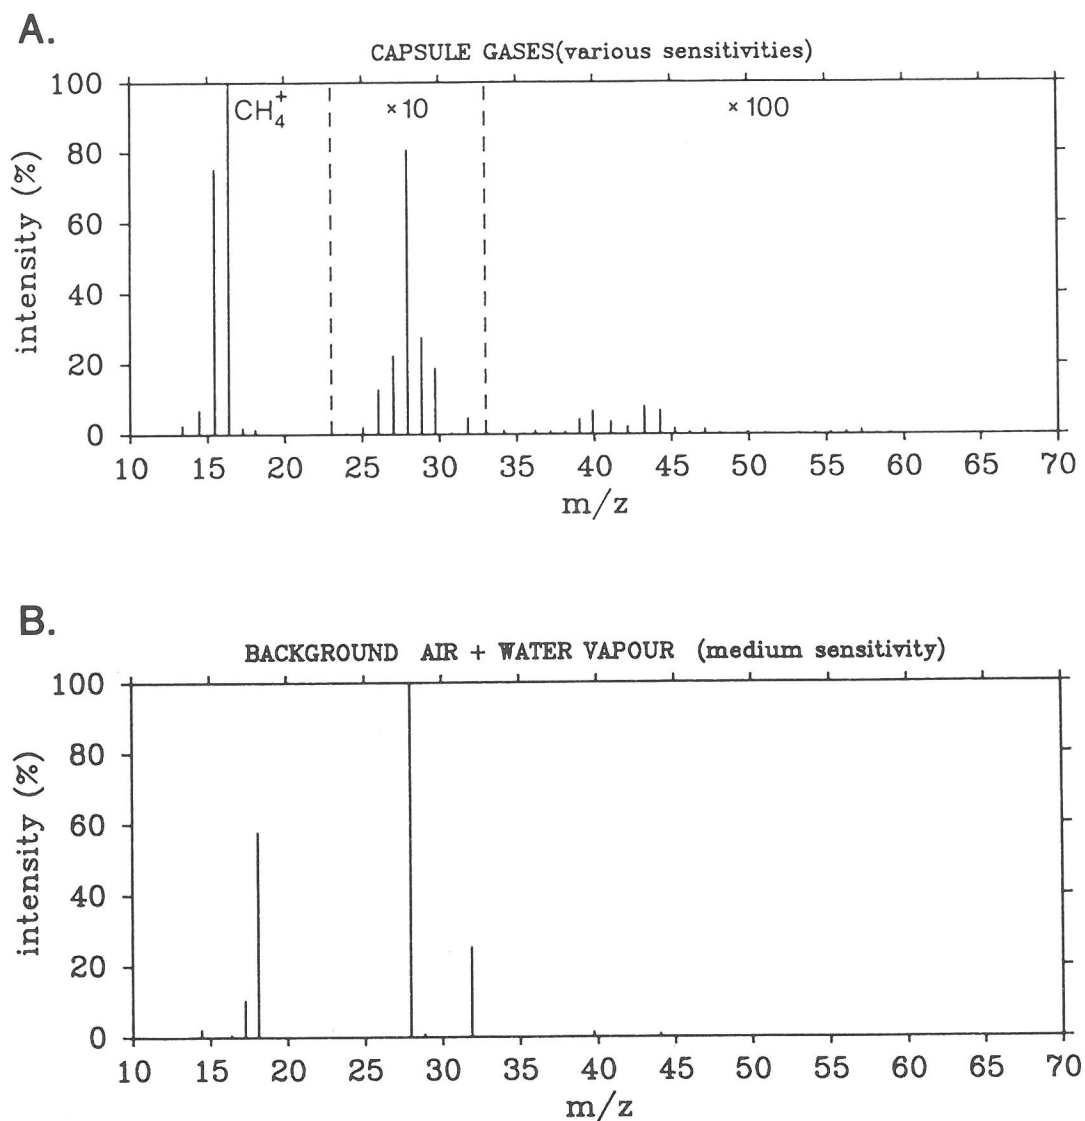 A.
CAPSULE GASES(various sensitivities)
100 CH₄⁺ ×10 ×100
80
60
40
20
0
intensity (%)
10 15 20 25 30 35 40 45 50 55 60 65 70
m/z
B.
BACKGROUND AIR + WATER VAPOUR (medium sensitivity)
100
80
60
40
20
0
intensity (%)
10 15 20 25 30 35 40 45 50 55 60 65 70
m/z